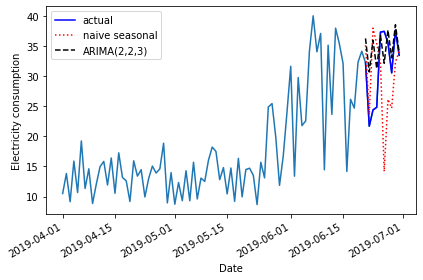 actual
naive seasonal
ARIMA(2,2,3)
40
35
30
25
20
15
10
Electricity consumption
2019-04-01
2019-04-15
2019-05-01
2019-05-15
2019-06-01
2019-06-15
2019-07-01
Date